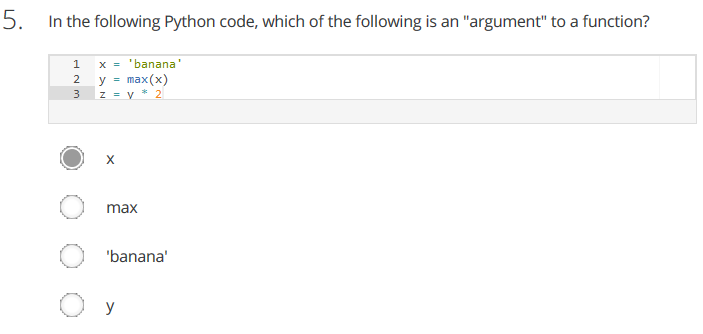 5. In the following Python code, which of the following is an "argument" to a function?
1 x = 'banana'
2 y = max(x)
3 z = y * 2
x
max
'banana'
y